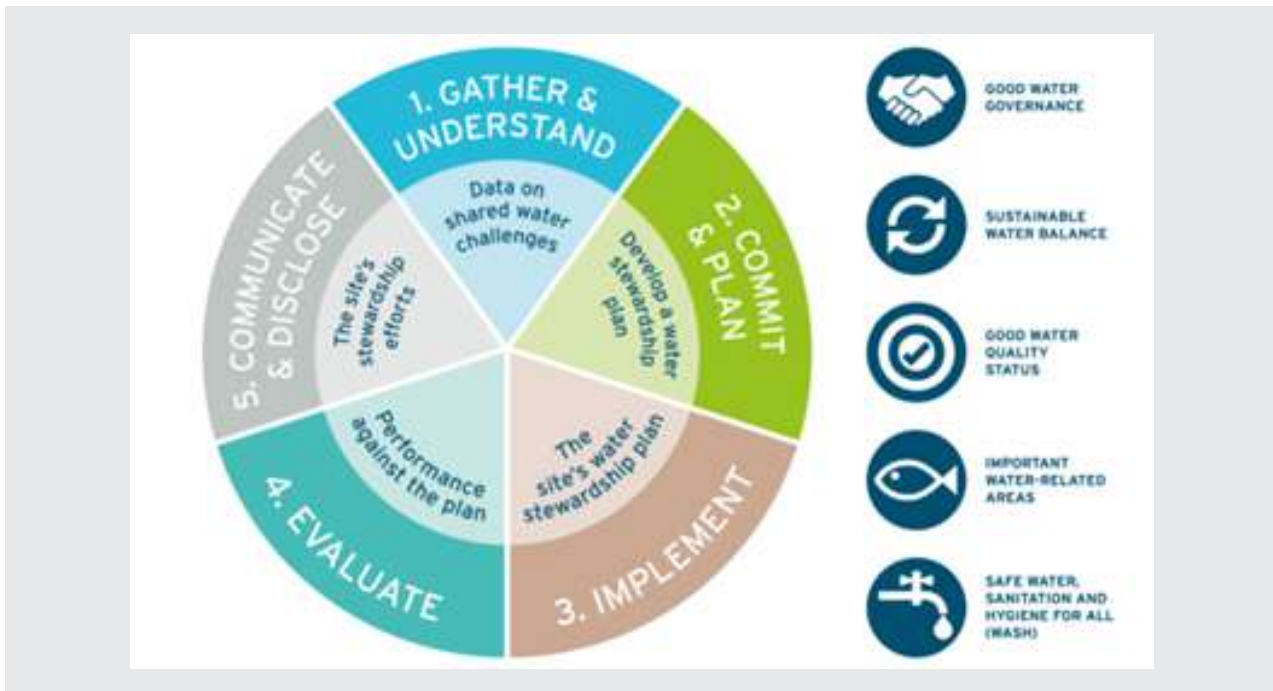 1. GATHER &
UNDERSTAND
Data on
shared water
challenges
2. COMMIT
& PLAN
Develop a water
stewardship
plan
3. IMPLEMENT
The
site's water
stewardship plan
4. EVALUATE
Performance
against the plan
5. COMMUNICATE
& DISCLOSE
The site's
stewardship
efforts
GOOD WATER
GOVERNANCE
SUSTAINABLE
WATER BALANCE
GOOD WATER
QUALITY
STATUS
IMPORTANT
WATER-RELATED
AREAS
SAFE WATER,
SANITATION AND
HYGIENE FOR ALL
(WASH)